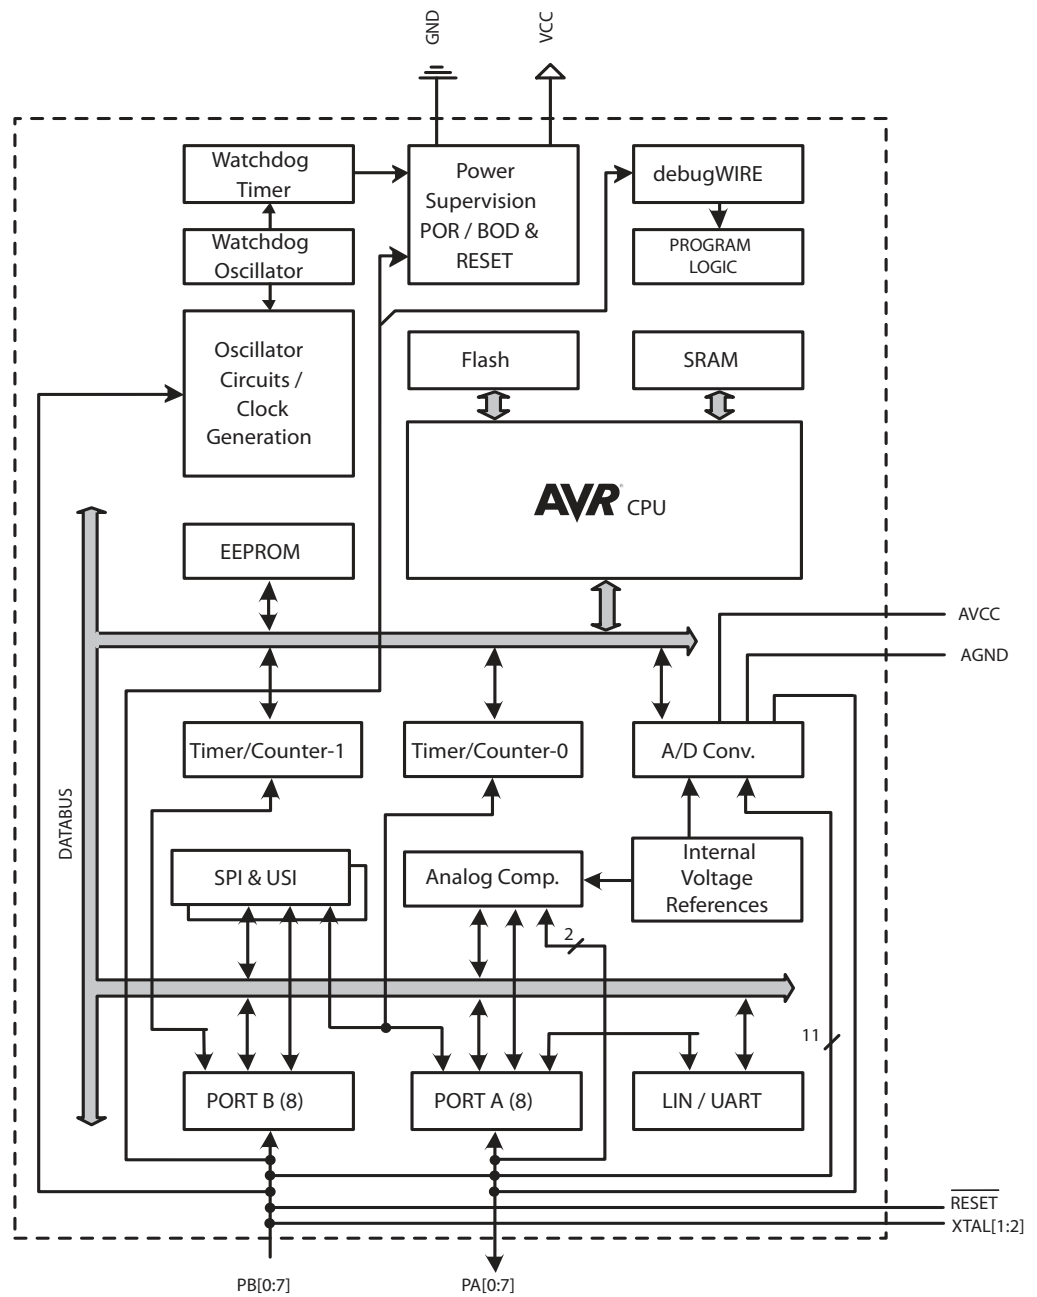 GND
VCC
Watchdog
Timer
Power
Supervision
POR / BOD &
RESET
debugWIRE
Watchdog
Oscillator
PROGRAM
LOGIC
Oscillator
Circuits /
Clock
Generation
Flash
SRAM
AVR® CPU
EEPROM
AVCC
AGND
Timer/Counter-1
Timer/Counter-0
A/D Conv.
DATABUS
SPI & USI
Analog Comp.
Internal
Voltage
References
2
11
PORT B (8)
PORT A (8)
LIN / UART
RESET
XTAL[1:2]
PB[0:7]
PA[0:7]